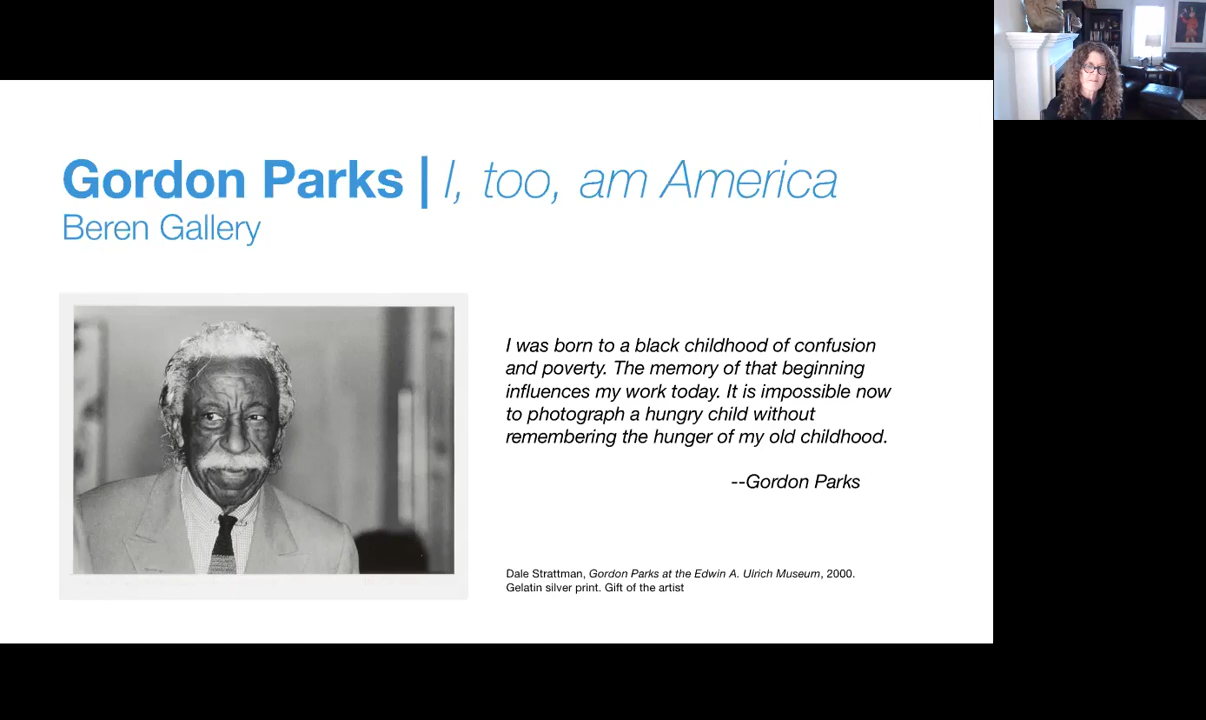 Gordon Parks | I, too, am America
Beren Gallery
I was born to a black childhood of confusion
and poverty. The memory of that beginning
influences my work today. It is impossible now
to photograph a hungry child without
remembering the hunger of my old childhood.
--Gordon Parks
Dale Strattman, Gordon Parks at the Edwin A. Ulrich Museum, 2000.
Gelatin silver print. Gift of the artist